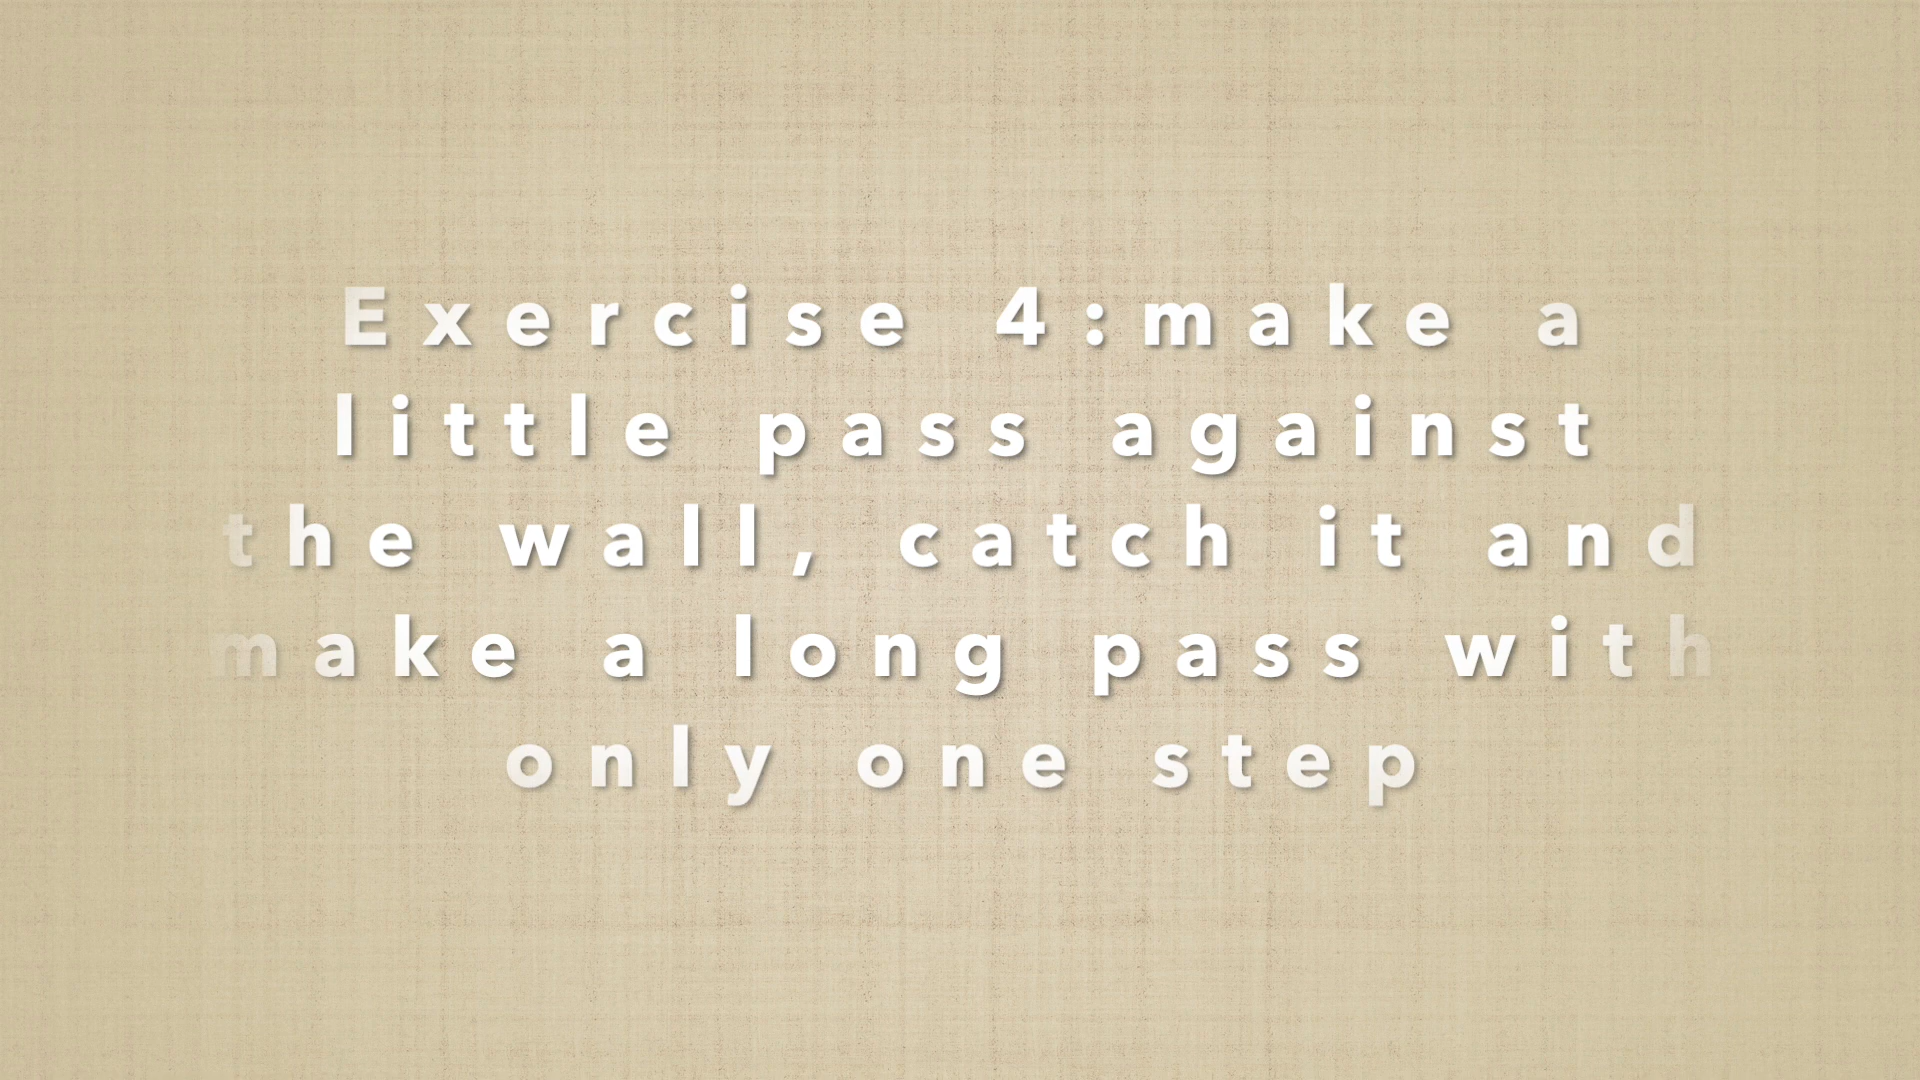 Exercise 4:make a
little pass against
the wall, catch it and
make a long pass with
only one step